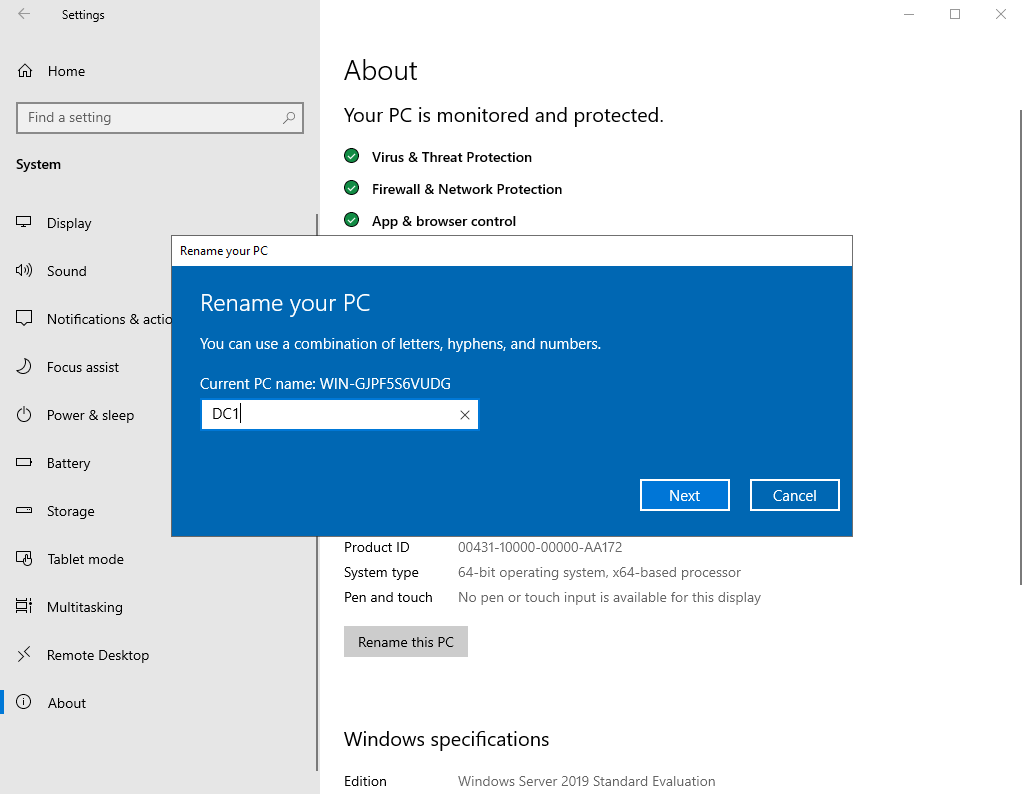 Settings
Home
Find a setting
System
Display
Sound
Notifications & actio
Focus assist
Power & sleep
Battery
Storage
Tablet mode
Multitasking
Remote Desktop
About
About
Your PC is monitored and protected.
Virus & Threat Protection
Firewall & Network Protection
App & browser control
Rename your PC
Rename your PC
You can use a combination of letters, hyphens, and numbers.
Current PC name: WIN-GJPF5S6VUDG
DC1
Next Cancel
Product ID 00431-10000-00000-AA172
System type 64-bit operating system, x64-based processor
Pen and touch No pen or touch input is available for this display
Rename this PC
Windows specifications
Edition Windows Server 2019 Standard Evaluation